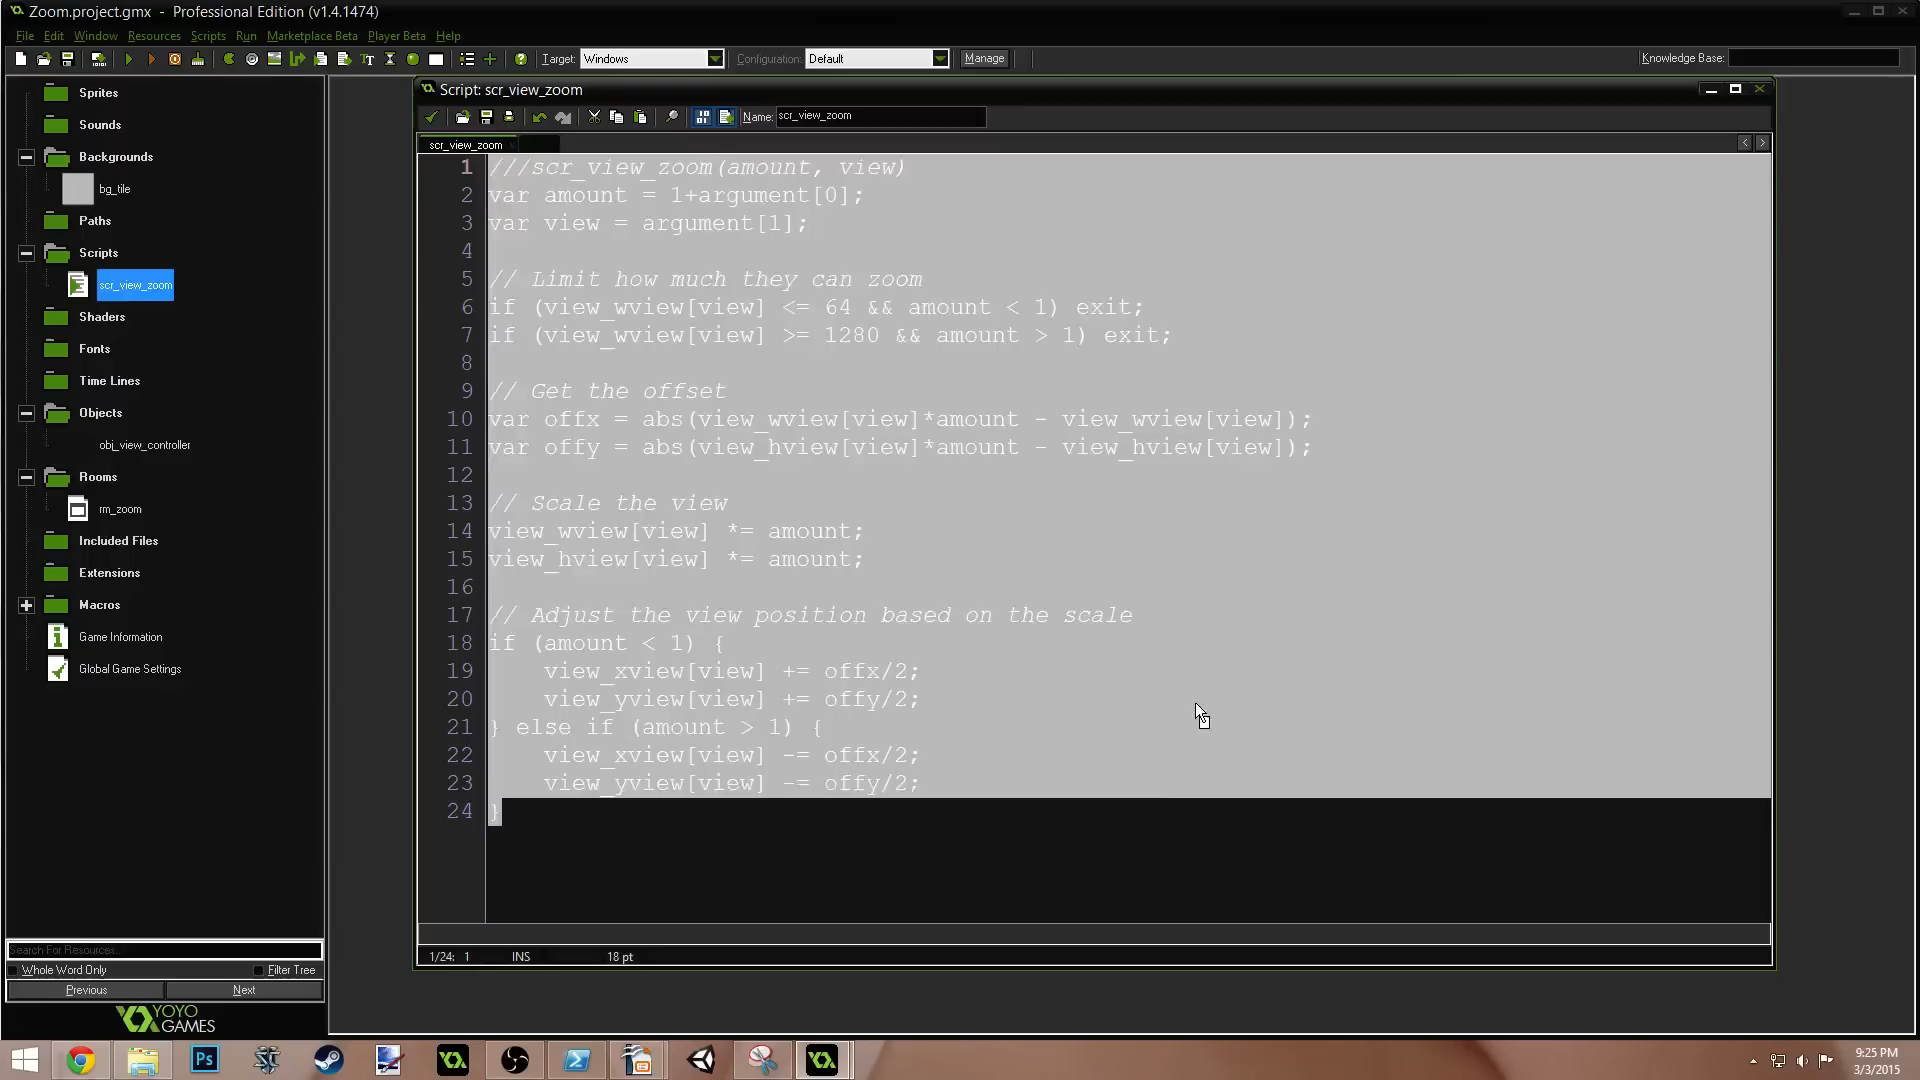 Zoom.project.gmx - Professional Edition (v1.4.1474)
File Edit Window Resources Scripts Run Marketplace Beta Player Beta Help
Target: Windows Configuration: Default Manage Knowledge Base:
Sprites
Sounds
Backgrounds
bg_tile
Paths
Scripts
scr_view_zoom
Shaders
Fonts
Time Lines
Objects
obj_view_controller
Rooms
rm_zoom
Included Files
Extensions
Macros
Game Information
Global Game Settings
Search For Resources..
Whole Word Only Filter Tree
Previous Next
YOYO
GAMES
Script: scr_view_zoom
Name: scr_view_zoom
scr_view_zoom
1 ///scr_view_zoom(amount, view)
2 var amount = 1+argument[0];
3 var view = argument[1];
4
5 // Limit how much they can zoom
6 if (view_wview[view] <= 64 && amount < 1) exit;
7 if (view_wview[view] >= 1280 && amount > 1) exit;
8
9 // Get the offset
10 var offx = abs(view_wview[view]*amount - view_wview[view]);
11 var offy = abs(view_hview[view]*amount - view_hview[view]);
12
13 // Scale the view
14 view_wview[view] *= amount;
15 view_hview[view] *= amount;
16
17 // Adjust the view position based on the scale
18 if (amount < 1) {
19 view_xview[view] += offx/2;
20 view_yview[view] += offy/2;
21 } else if (amount > 1) {
22 view_xview[view] -= offx/2;
23 view_yview[view] -= offy/2;
24 }
1/24: 1 INS 18 pt
Ps
9:25 PM
3/3/2015